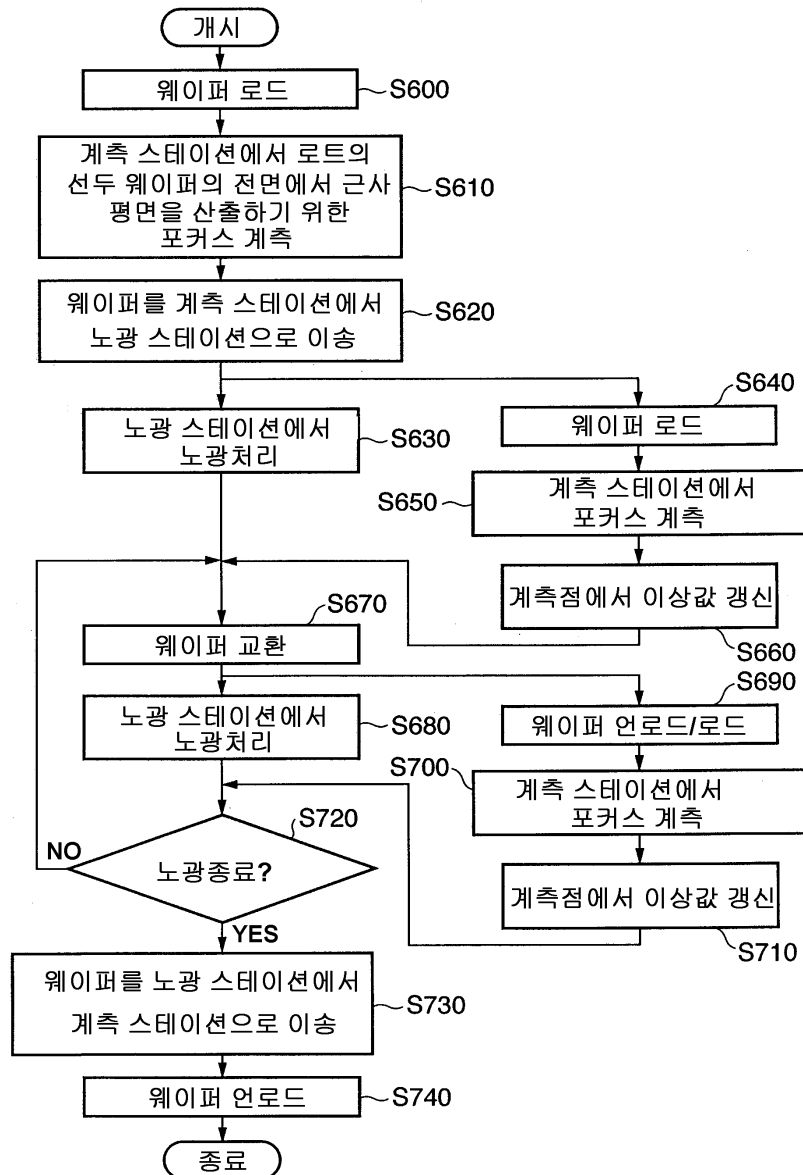 개시
웨이퍼 로드
S600
계측 스테이션에서 로트의
선두 웨이퍼의 전면에서 근사
평면을 산출하기 위한
포커스 계측
S610
웨이퍼를 계측 스테이션에서
노광 스테이션으로 이송
S620
노광 스테이션에서
노광처리
S630
S640
웨이퍼 로드
S650
계측 스테이션에서
포커스 계측
계측점에서 이상값 갱신
S660
S670
웨이퍼 교환
노광 스테이션에서
노광처리
S680
S690
웨이퍼 언로드/로드
S700
계측 스테이션에서
포커스 계측
계측점에서 이상값 갱신
S710
S720
노광종료?
NO
YES
웨이퍼를 노광 스테이션에서
계측 스테이션으로 이송
S730
웨이퍼 언로드
S740
종료